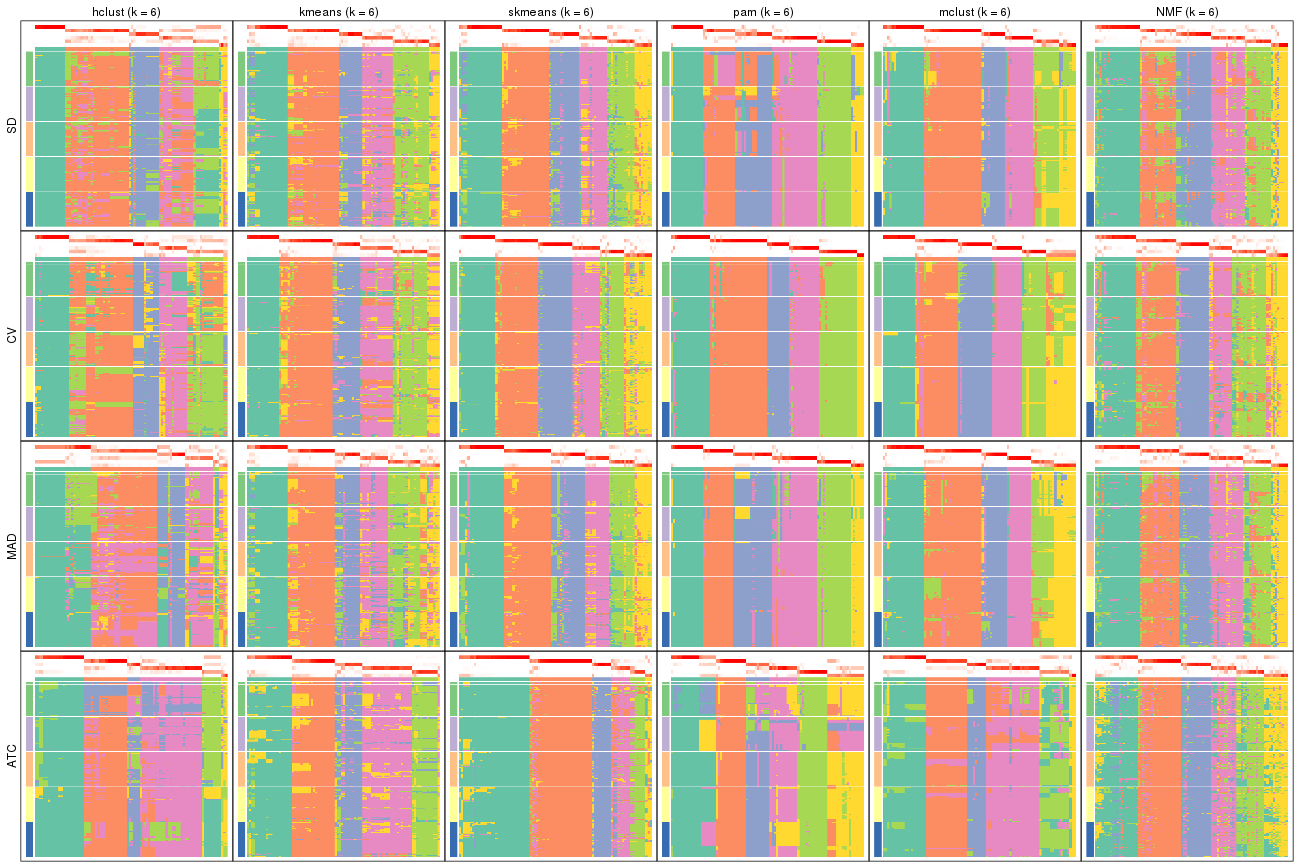 hclust (k = 6) kmeans (k = 6) skmeans (k = 6) pam (k = 6) mclust (k = 6) NMF (k = 6)
SD
CV
MAD
ATC